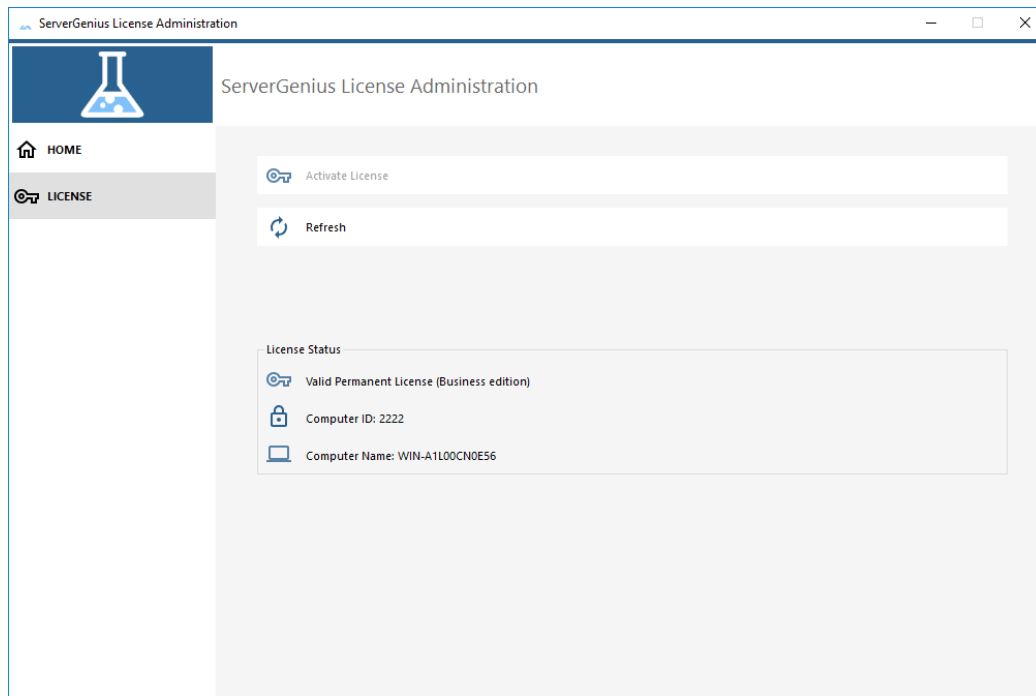 ServerGenius License Administration
ServerGenius License Administration
HOME
LICENSE
Activate License
Refresh
License Status
Valid Permanent License (Business edition)
Computer ID: 2222
Computer Name: WIN-A1L00CN0E56